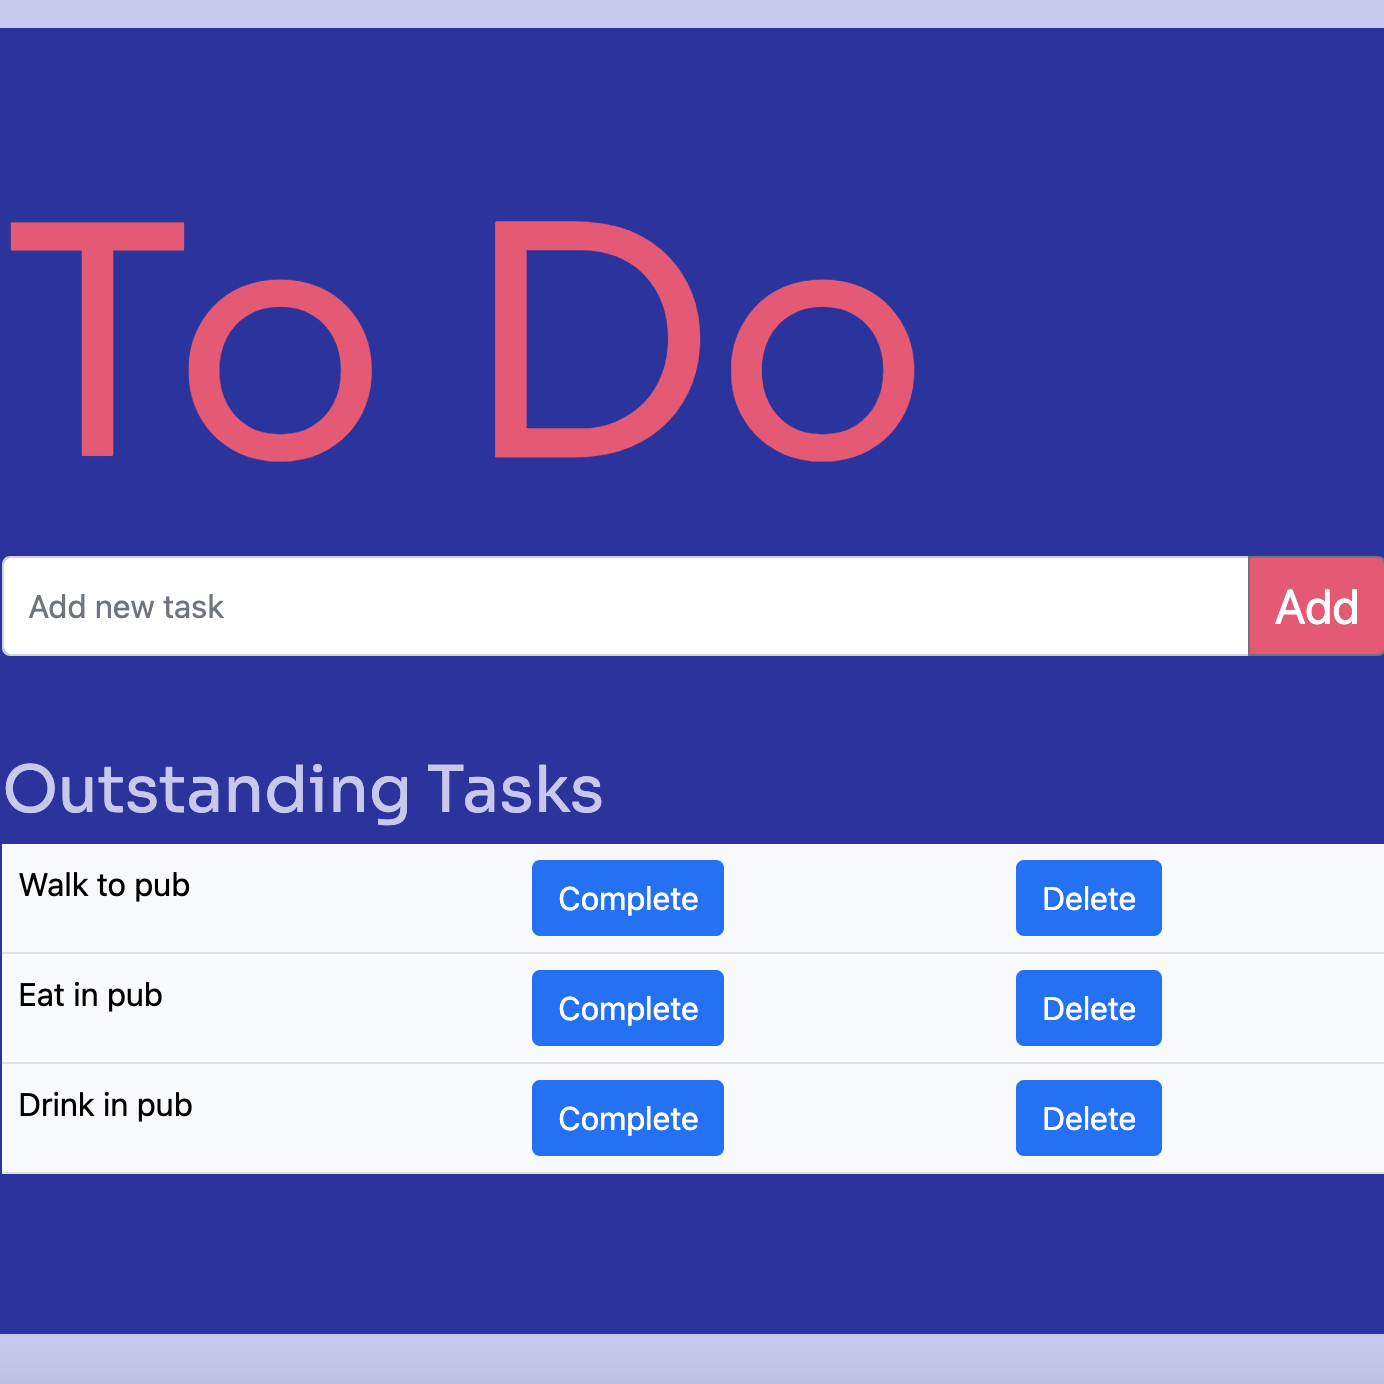 To Do
Add new task Add
Outstanding Tasks
Walk to pub Complete Delete
Eat in pub Complete Delete
Drink in pub Complete Delete